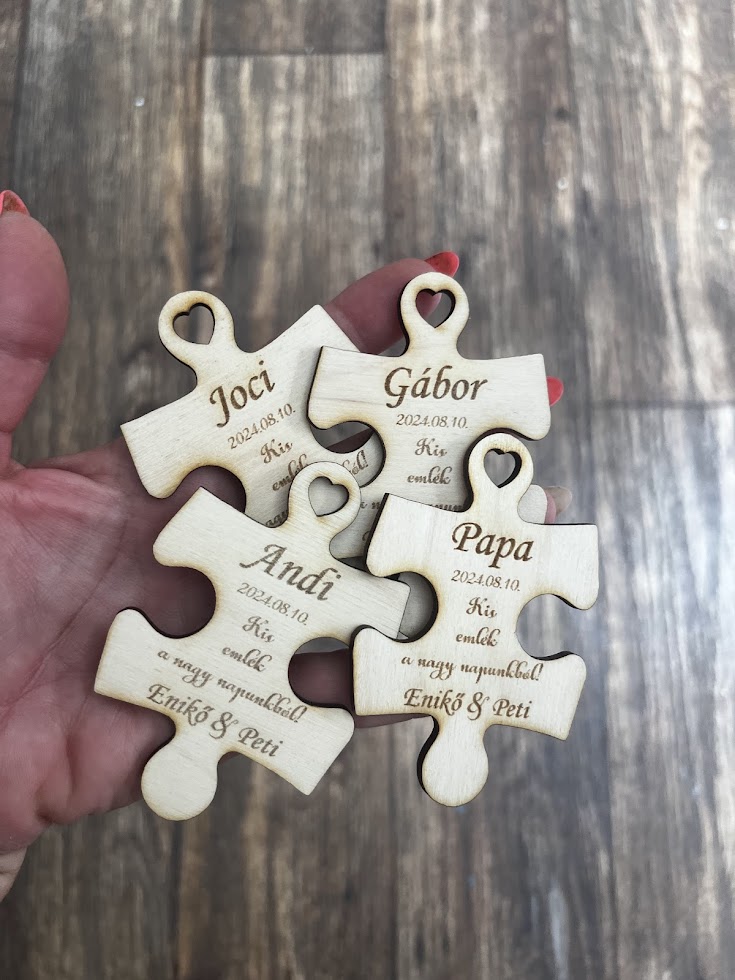 Joci
2024.08.10.
Kis
emlék
Gábor
2024.08.10.
Kis
emlék
Andi
2024.08.10.
Kis
emlék
a nagy napunkból!
Enikő & Peti
Papa
2024.08.10.
Kis
emlék
a nagy napunkból!
Enikő & Peti